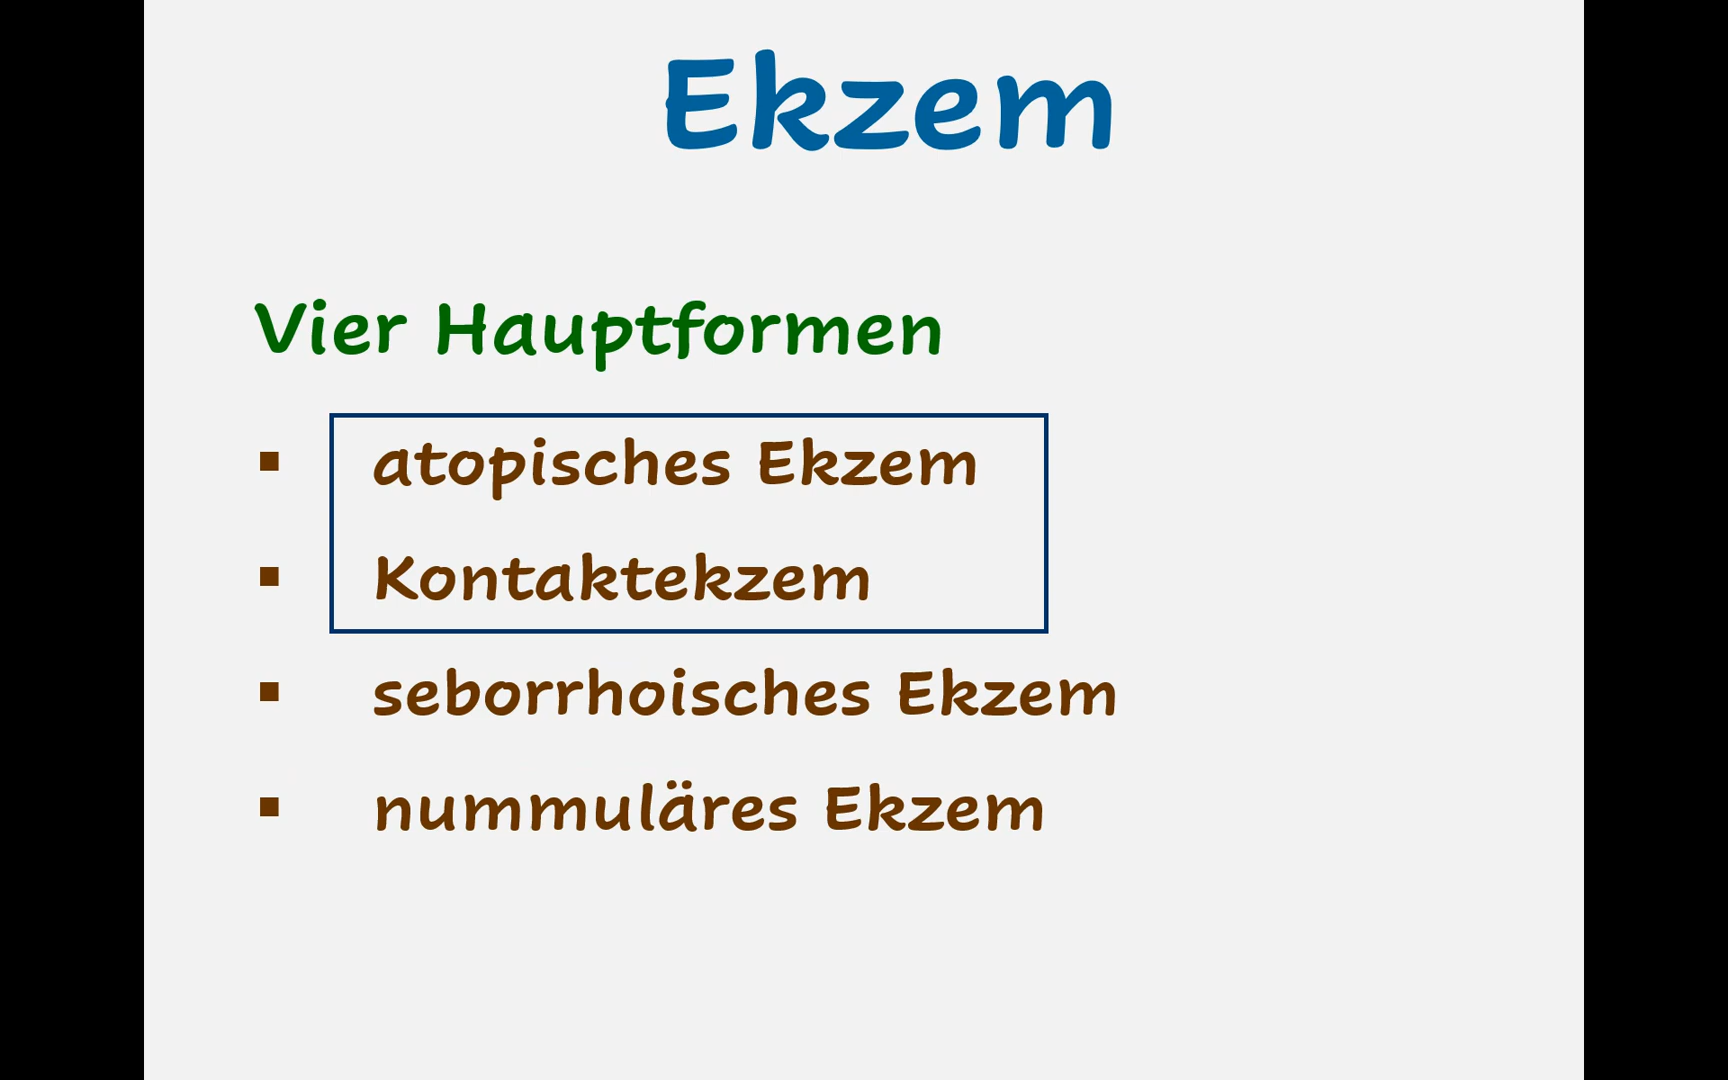 Ekzem
Vier Hauptformen
▪ atopisches Ekzem
▪ Kontaktekzem
▪ seborrhoisches Ekzem
▪ nummuläres Ekzem